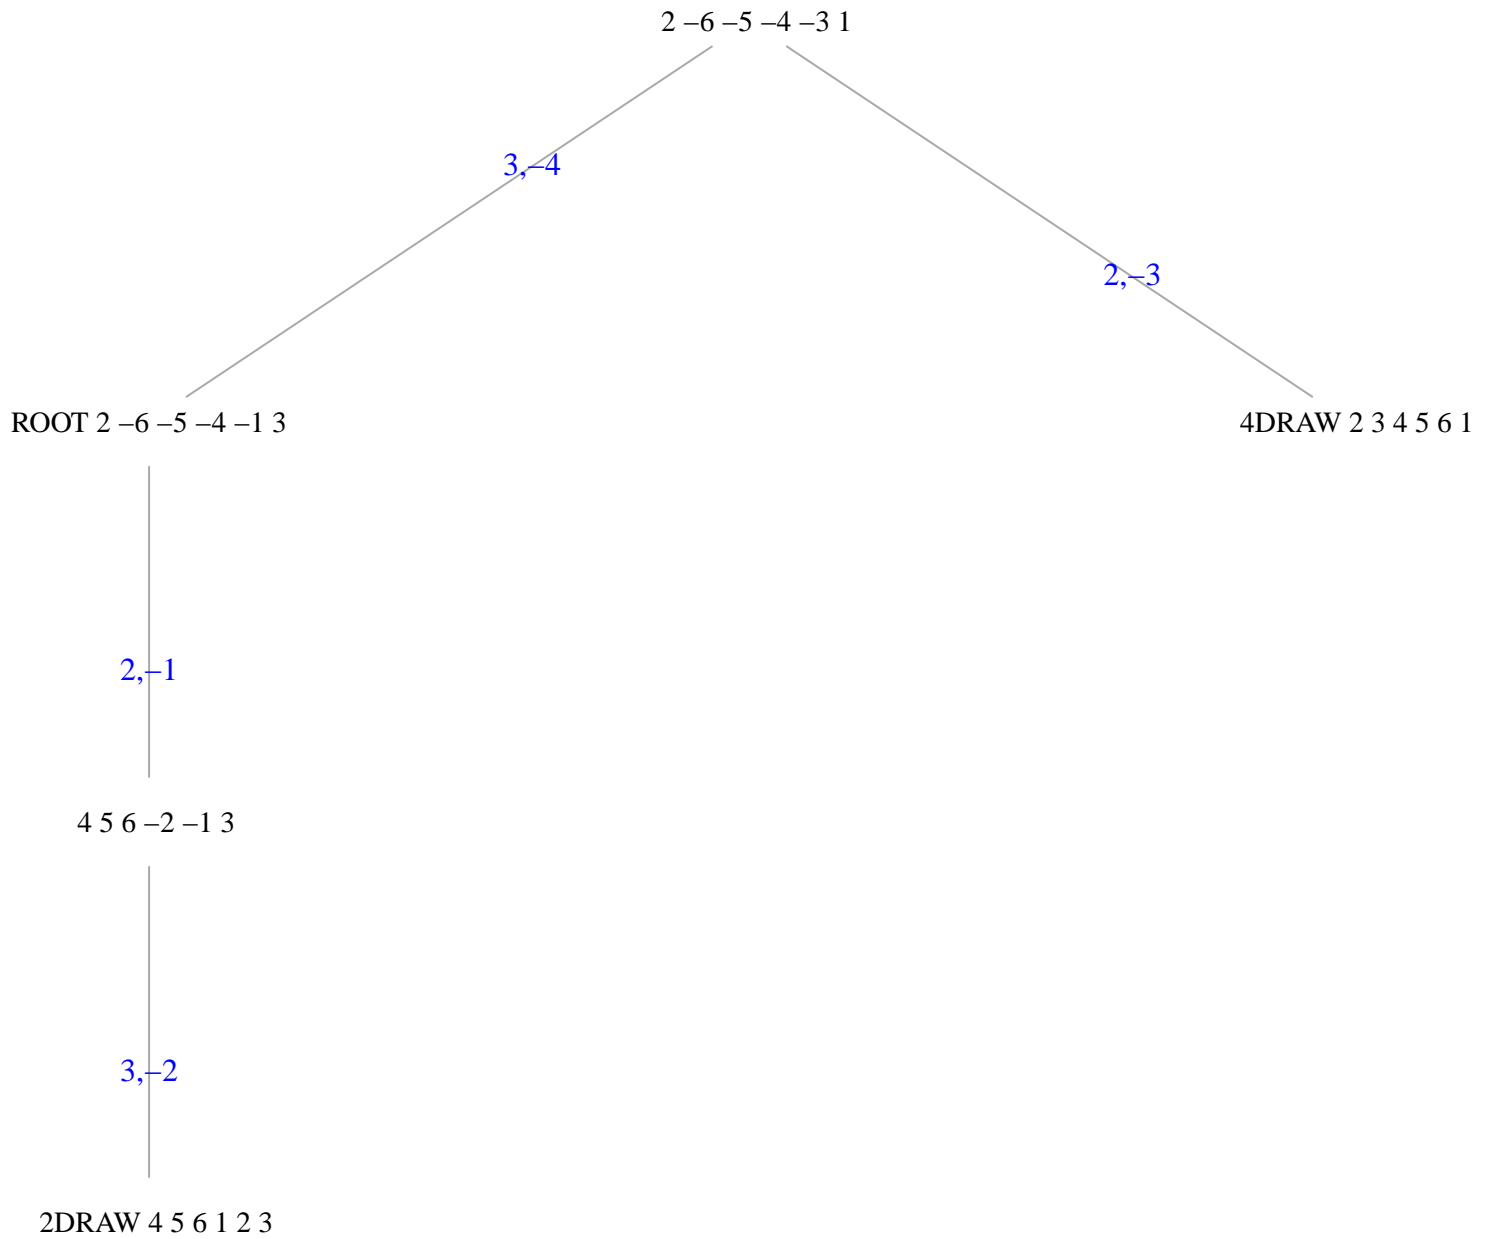 2 –6 –5 –4 –3 1
3,–4
2,–3
ROOT 2 –6 –5 –4 –1 3
4DRAW 2 3 4 5 6 1
2,–1
4 5 6 –2 –1 3
3,–2
2DRAW 4 5 6 1 2 3